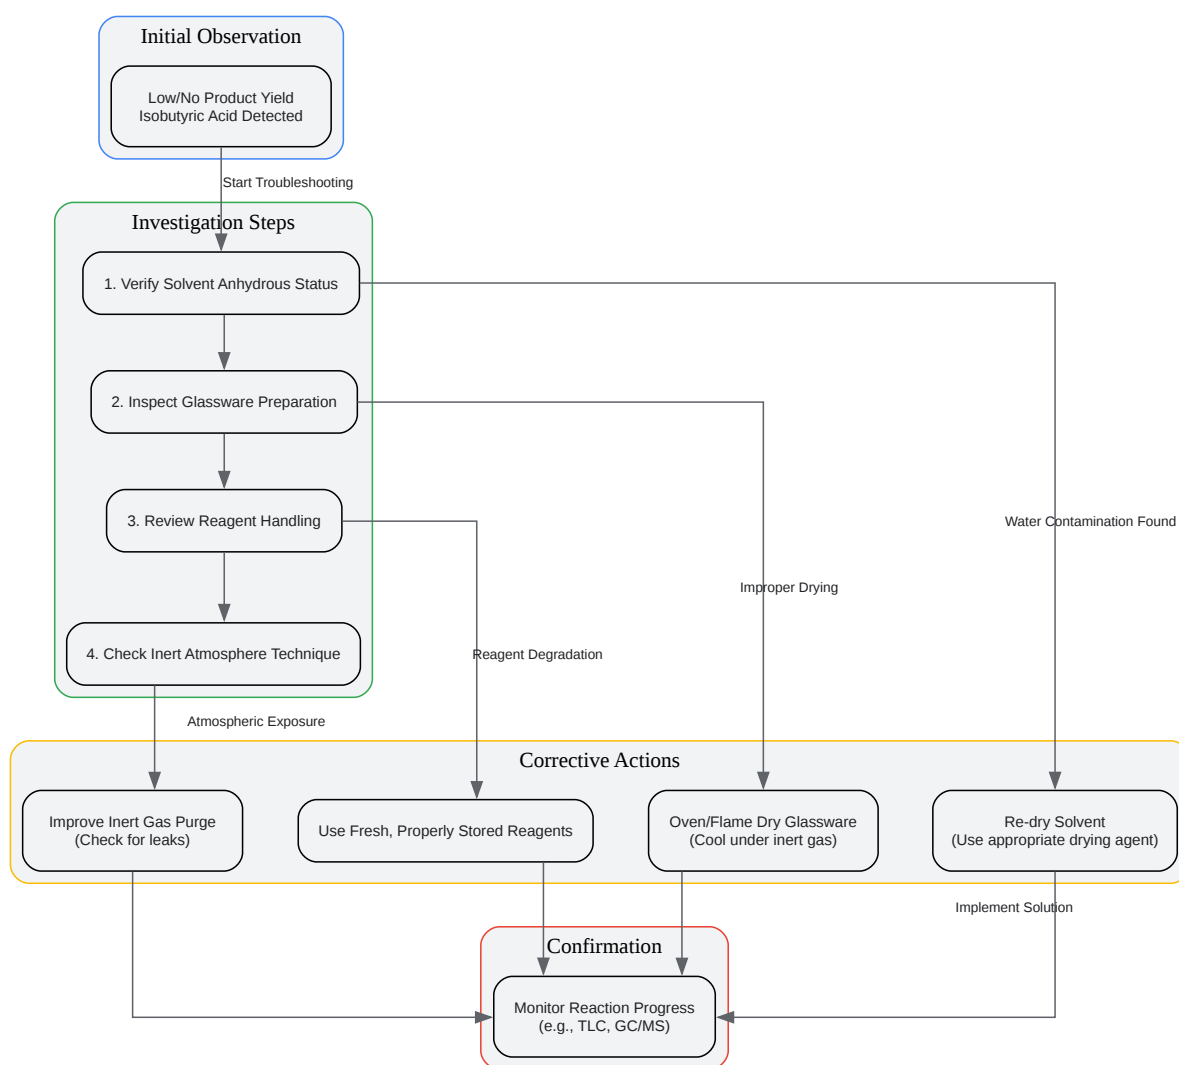 Initial Observation
Low/No Product Yield
Isobutyric Acid Detected
Start Troubleshooting
Investigation Steps
1. Verify Solvent Anhydrous Status
2. Inspect Glassware Preparation
3. Review Reagent Handling
Water Contamination Found
Improper Drying
4. Check Inert Atmosphere Technique
Reagent Degradation
Atmospheric Exposure
Corrective Actions
Improve Inert Gas Purge
(Check for leaks)
Use Fresh, Properly Stored Reagents
Oven/Flame Dry Glassware
(Cool under inert gas)
Re-dry Solvent
(Use appropriate drying agent)
Implement Solution
Confirmation
Monitor Reaction Progress
(e.g., TLC, GC/MS)